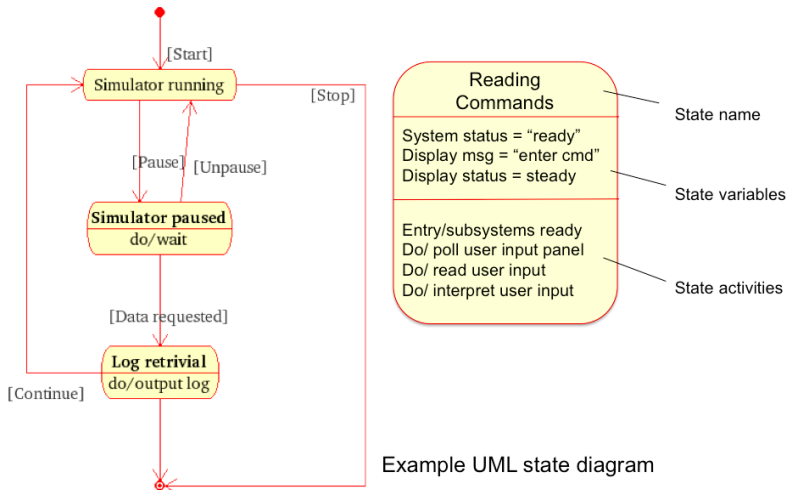 [Start]
Simulator running
[Stop]
[Pause]
[Unpause]
Simulator paused
do/wait
[Data requested]
Log retrivial
do/output log
[Continue]
Reading
Commands
System status = “ready”
Display msg = “enter cmd”
Display status = steady
Entry/subsystems ready
Do/ poll user input panel
Do/ read user input
Do/ interpret user input
State name
State variables
State activities
Example UML state diagram